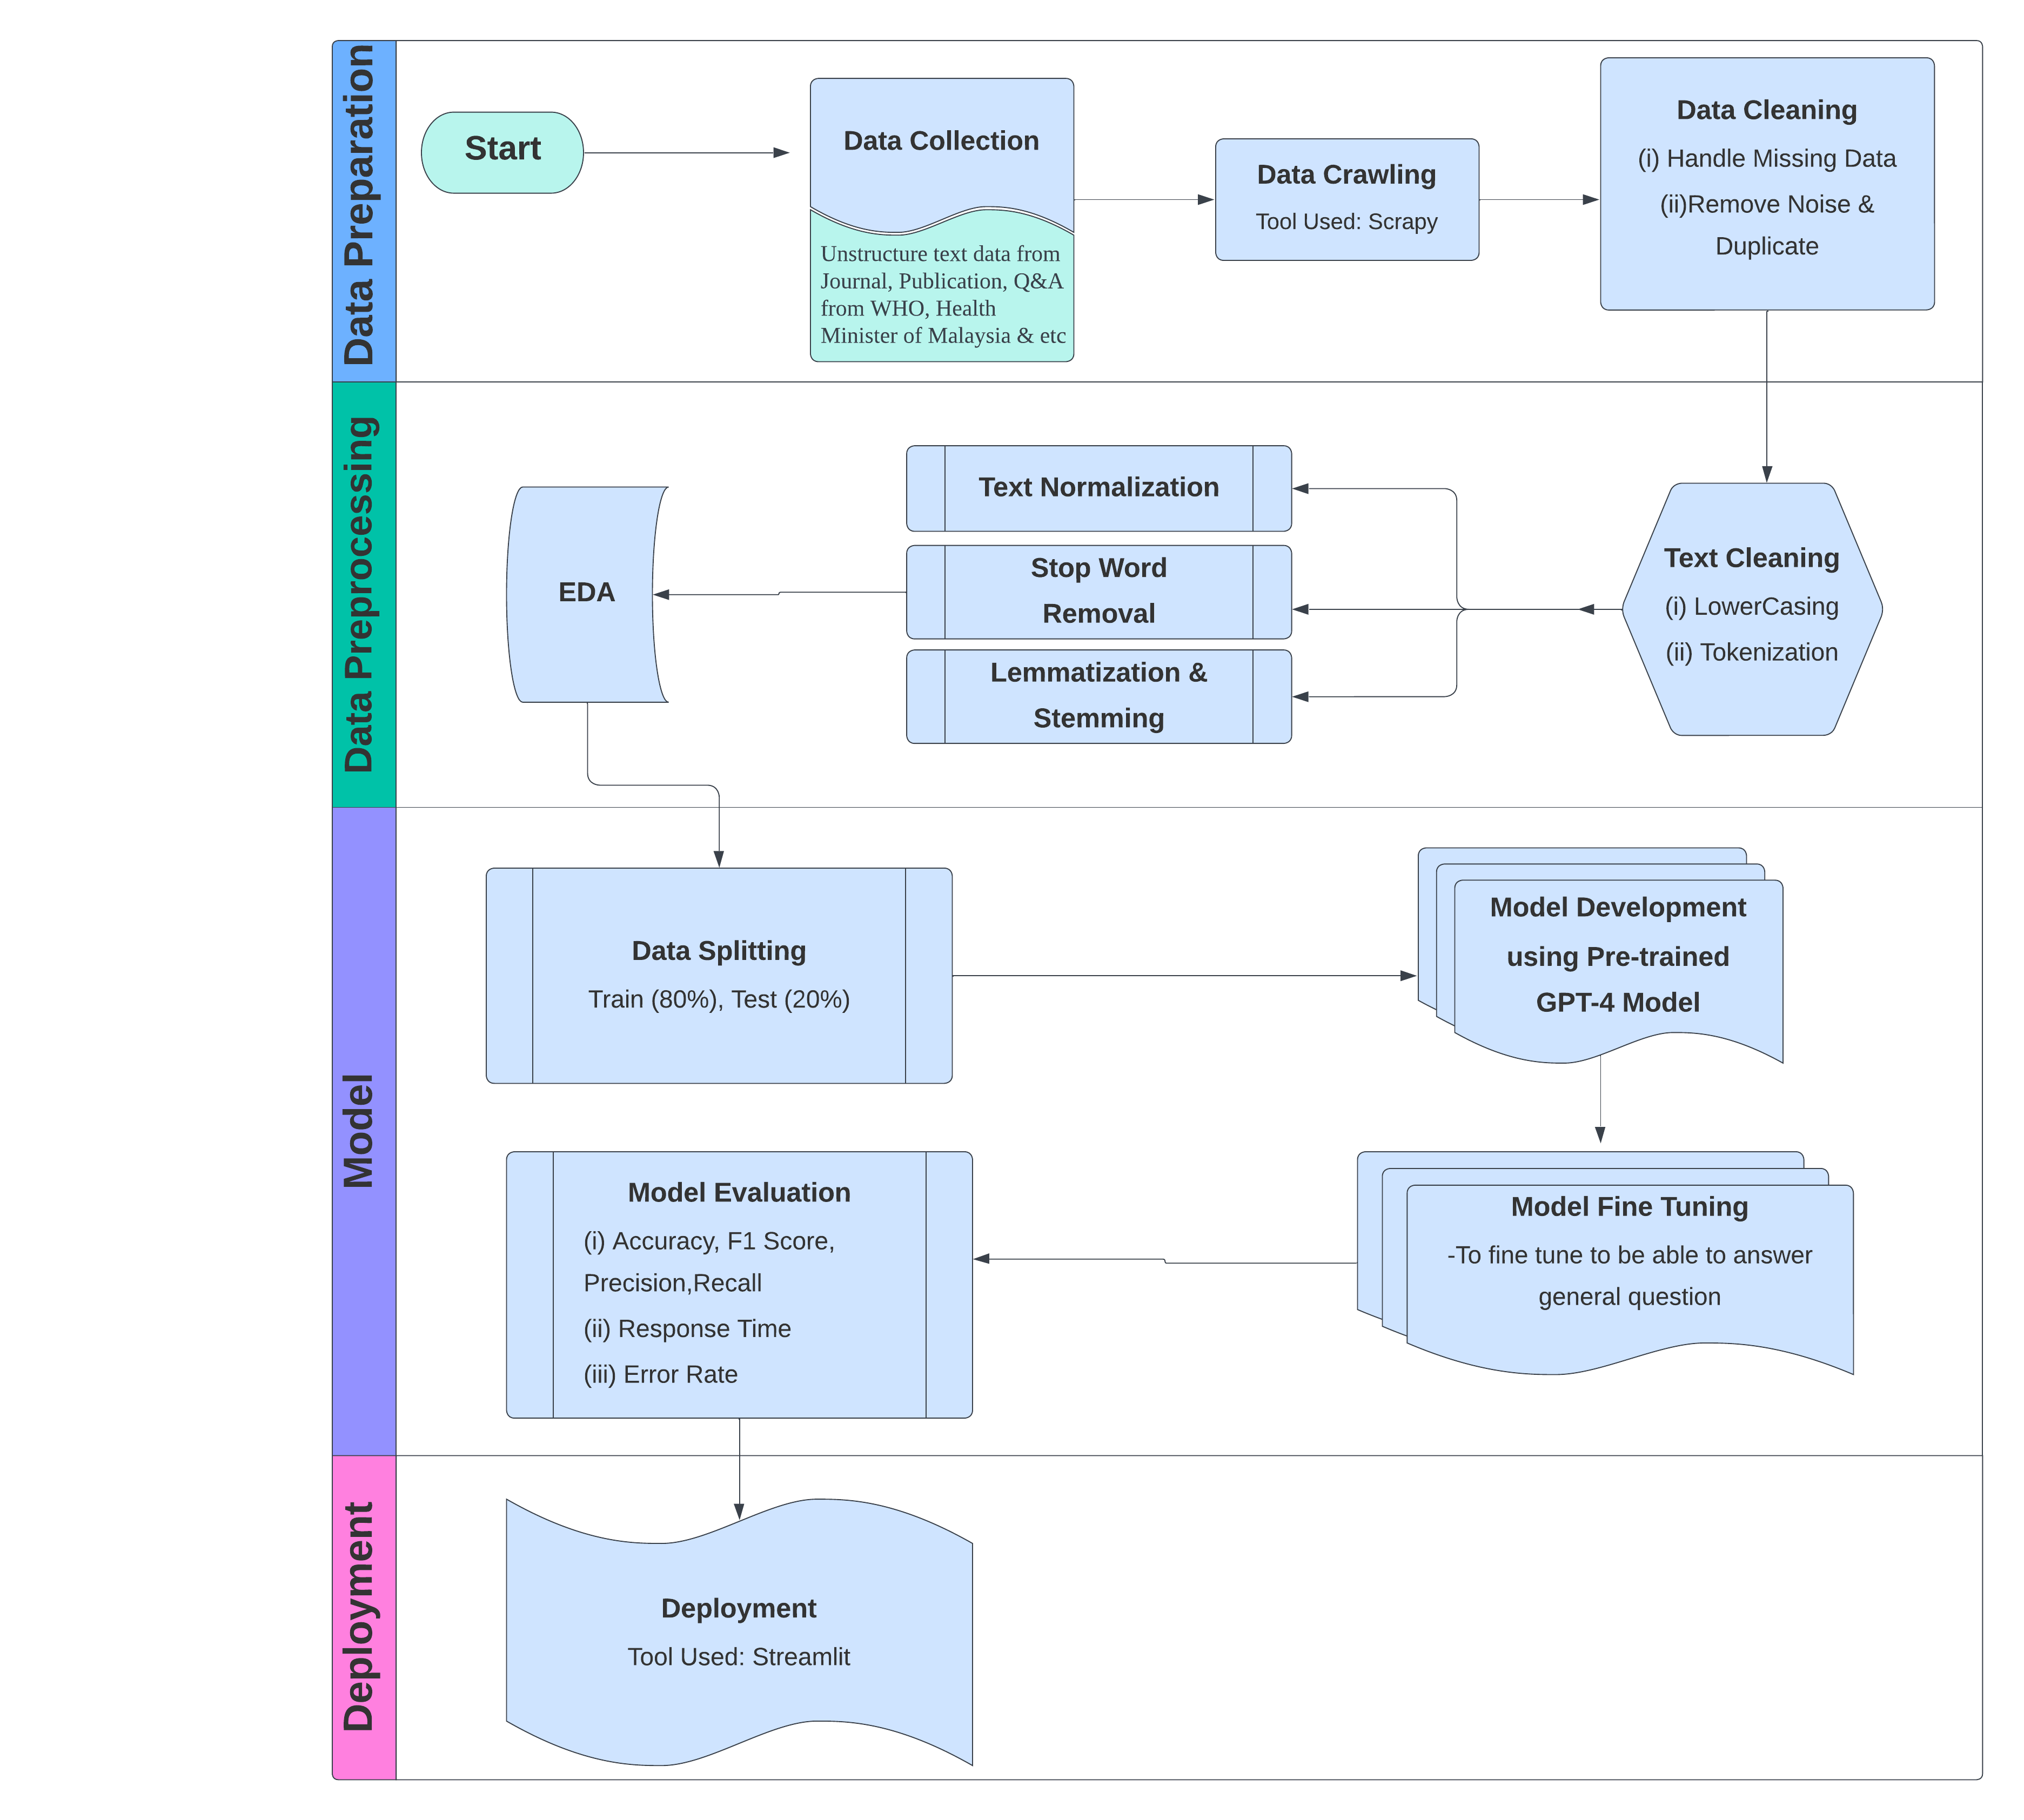 Data Preparation
Start
Data Collection
Unstructure text data from
Journal, Publication, Q&A
from WHO, Health
Minister of Malaysia & etc
Data Crawling
Tool Used: Scrapy
Data Cleaning
(i) Handle Missing Data
(ii)Remove Noise &
Duplicate
Data Preprocessing
Text Cleaning
(i) LowerCasing
(ii) Tokenization
Text Normalization
Stop Word
Removal
Lemmatization &
Stemming
EDA
Model
Data Splitting
Train (80%), Test (20%)
Model Development
using Pre-trained
GPT-4 Model
Model Fine Tuning
-To fine tune to be able to answer
general question
Model Evaluation
(i) Accuracy, F1 Score,
Precision,Recall
(ii) Response Time
(iii) Error Rate
Deployment
Deployment
Tool Used: Streamlit